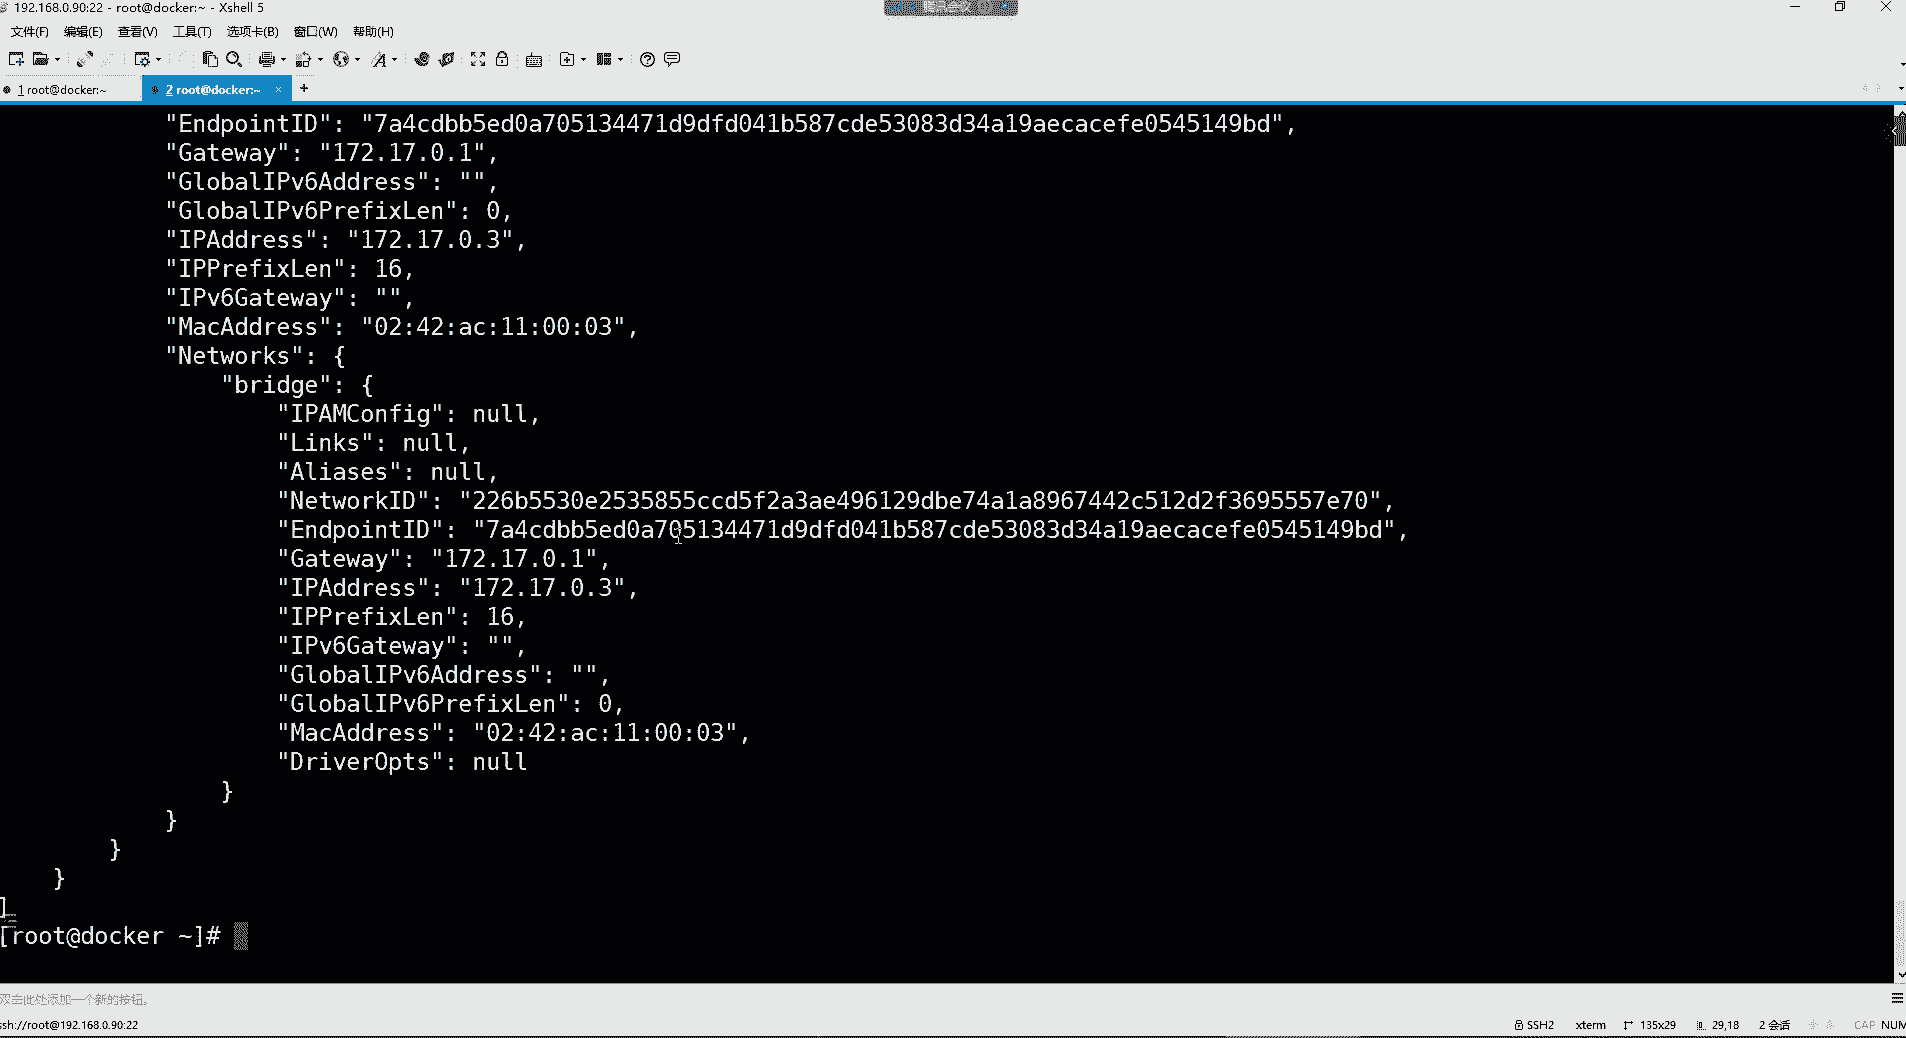 192.168.0.90:22 - root@docker:~ - Xshell 5
腾讯会议
文件(F) 编辑(E) 查看(V) 工具(T) 选项卡(B) 窗口(W) 帮助(H)
1 root@docker:~
2 root@docker:~ × +
"EndpointID": "7a4cdbb5ed0a705134471d9dfd041b587cde53083d34a19aecacefe0545149bd",
"Gateway": "172.17.0.1",
"GlobalIPv6Address": "",
"GlobalIPv6PrefixLen": 0,
"IPAddress": "172.17.0.3",
"IPPrefixLen": 16,
"IPv6Gateway": "",
"MacAddress": "02:42:ac:11:00:03",
"Networks": {
"bridge": {
"IPAMConfig": null,
"Links": null,
"Aliases": null,
"NetworkID": "226b5530e2535855ccd5f2a3ae496129dbe74a1a8967442c512d2f3695557e70",
"EndpointID": "7a4cdbb5ed0a705134471d9dfd041b587cde53083d34a19aecacefe0545149bd",
"Gateway": "172.17.0.1",
"IPAddress": "172.17.0.3",
"IPPrefixLen": 16,
"IPv6Gateway": "",
"GlobalIPv6Address": "",
"GlobalIPv6PrefixLen": 0,
"MacAddress": "02:42:ac:11:00:03",
"DriverOpts": null
}
}
}
}
]
[root@docker ~]#
双击此处添加一个新的按钮。
ssh://root@192.168.0.90:22
SSH2 xterm 135x29 29,18 2 会话 CAP NUM